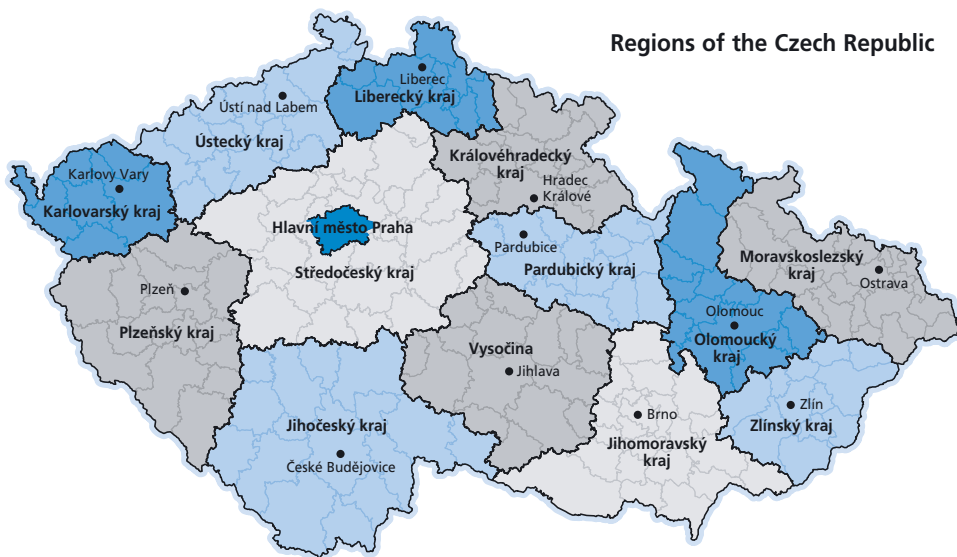 Regions of the Czech Republic
Liberec
Liberecký kraj
Ústí nad Labem
Ústecký kraj
Karlovy Vary
Karlovarský kraj
Královéhradecký
kraj
Hradec
Králové
Hlavní město Praha
Středočeský kraj
Pardubice
Pardubický kraj
Moravskoslezský
kraj
Ostrava
Plzeň
Plzeňský kraj
Olomouc
Olomoucký
kraj
Vysočina
Jihlava
Jihočeský kraj
České Budějovice
Brno
Jihomoravský
kraj
Zlín
Zlínský kraj